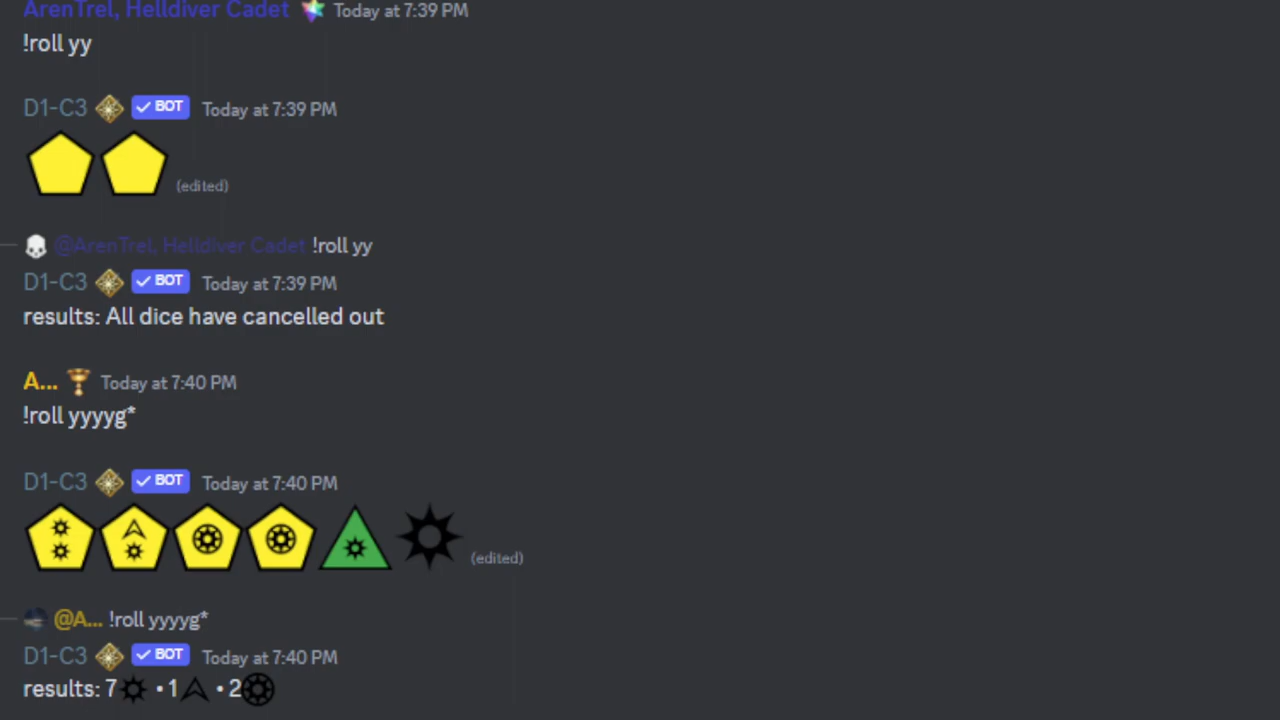 ArenTrel, Helldiver Cadet Today at 7:39 PM
!roll yy
D1-C3 BOT Today at 7:39 PM
(edited)
@ArenTrel, Helldiver Cadet !roll yy
D1-C3 BOT Today at 7:39 PM
results: All dice have cancelled out
A... Today at 7:40 PM
!roll yyyyg*
D1-C3 BOT Today at 7:40 PM
(edited)
@A... !roll yyyyg*
D1-C3 BOT Today at 7:40 PM
results: 7 • 1 • 2